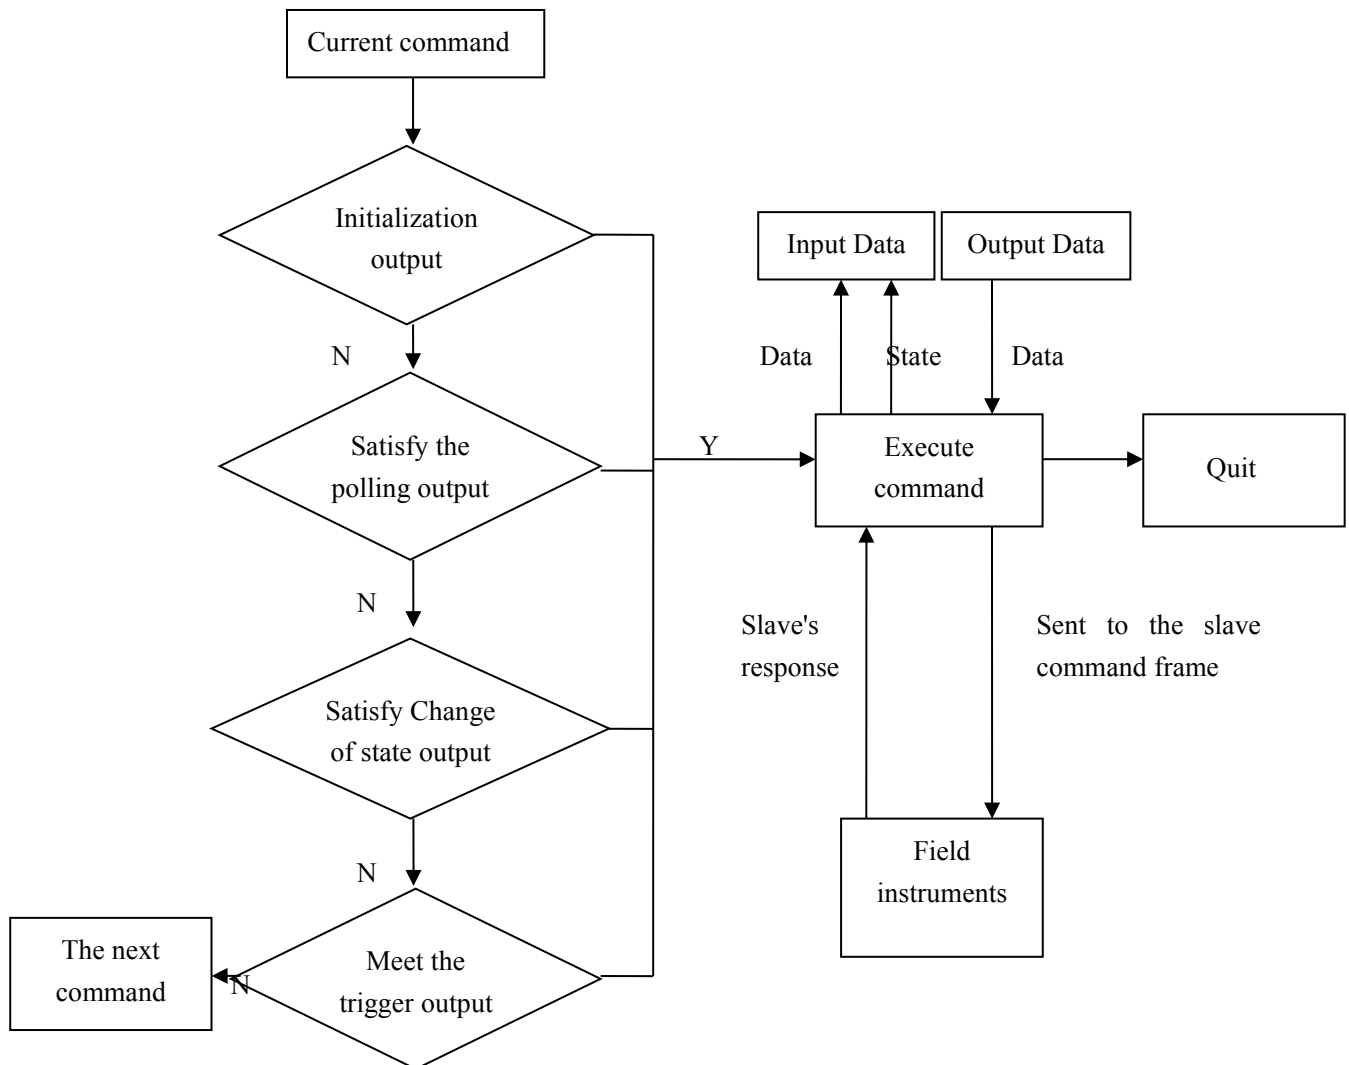 Current command
Initialization
output
N
Satisfy the
polling output
N
Satisfy Change
of state output
N
Meet the
trigger output
N
The next
command
Y
Input Data
Output Data
Data
State
Data
Execute
command
Quit
Slave's
response
Sent to the slave
command frame
Field
instruments